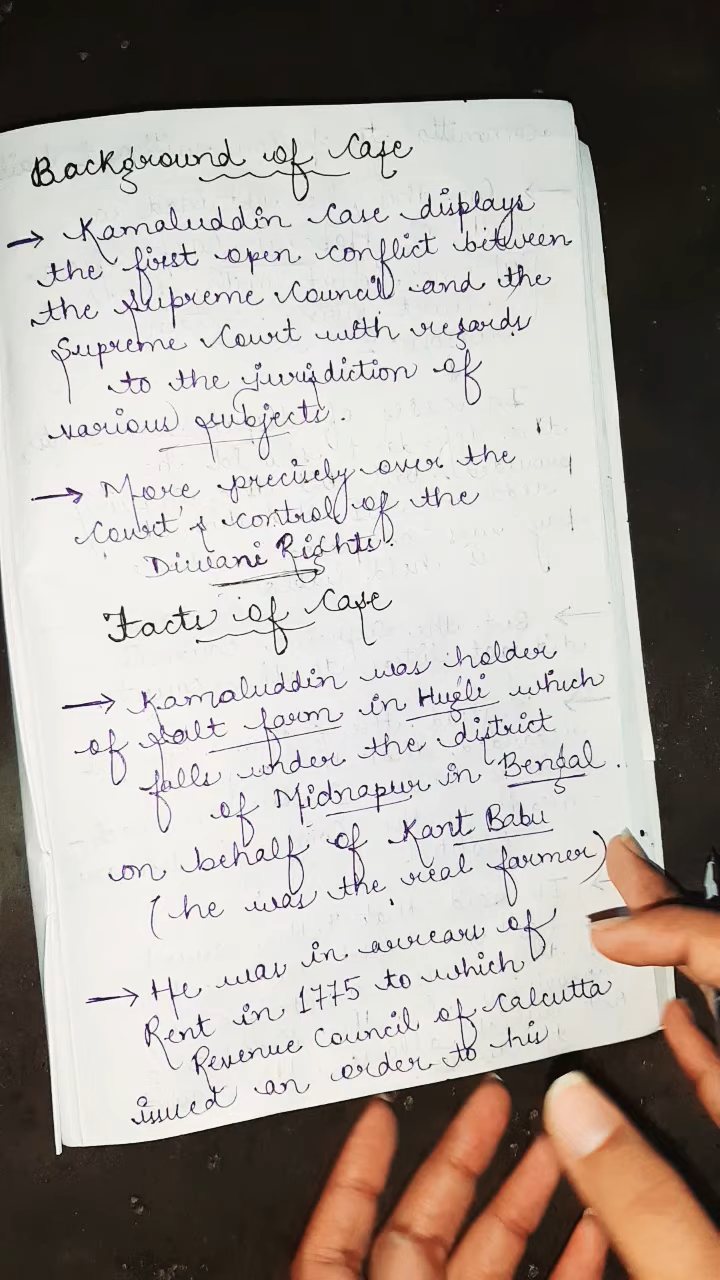 Background of Case
→ Kamaluddin Case displays
the first open conflict between
the Supreme Council and the
Supreme Court with regards
to the jurisdiction of
various subjects.
→ More precisely over the
Court's control of the
Diwani Rights.
Facts of Case
→ Kamaluddin was holder
of salt farm in Hugli which
falls under the district
of Midnapur in Bengal.
on behalf of Kant Babu
(he was the real farmer)
→ He was in arrears of
Rent in 1775 to which
Revenue Council of Calcutta
issued an order to his